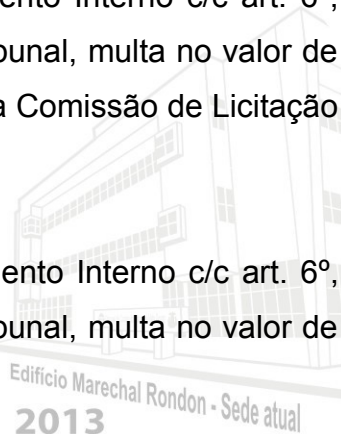 ento Interno c/c art. 6º,
bunal, multa no valor de
a Comissão de Licitação
ento Interno c/c art. 6º,
bunal, multa no valor de
Edifício Marechal Rondon - Sede atual
2013